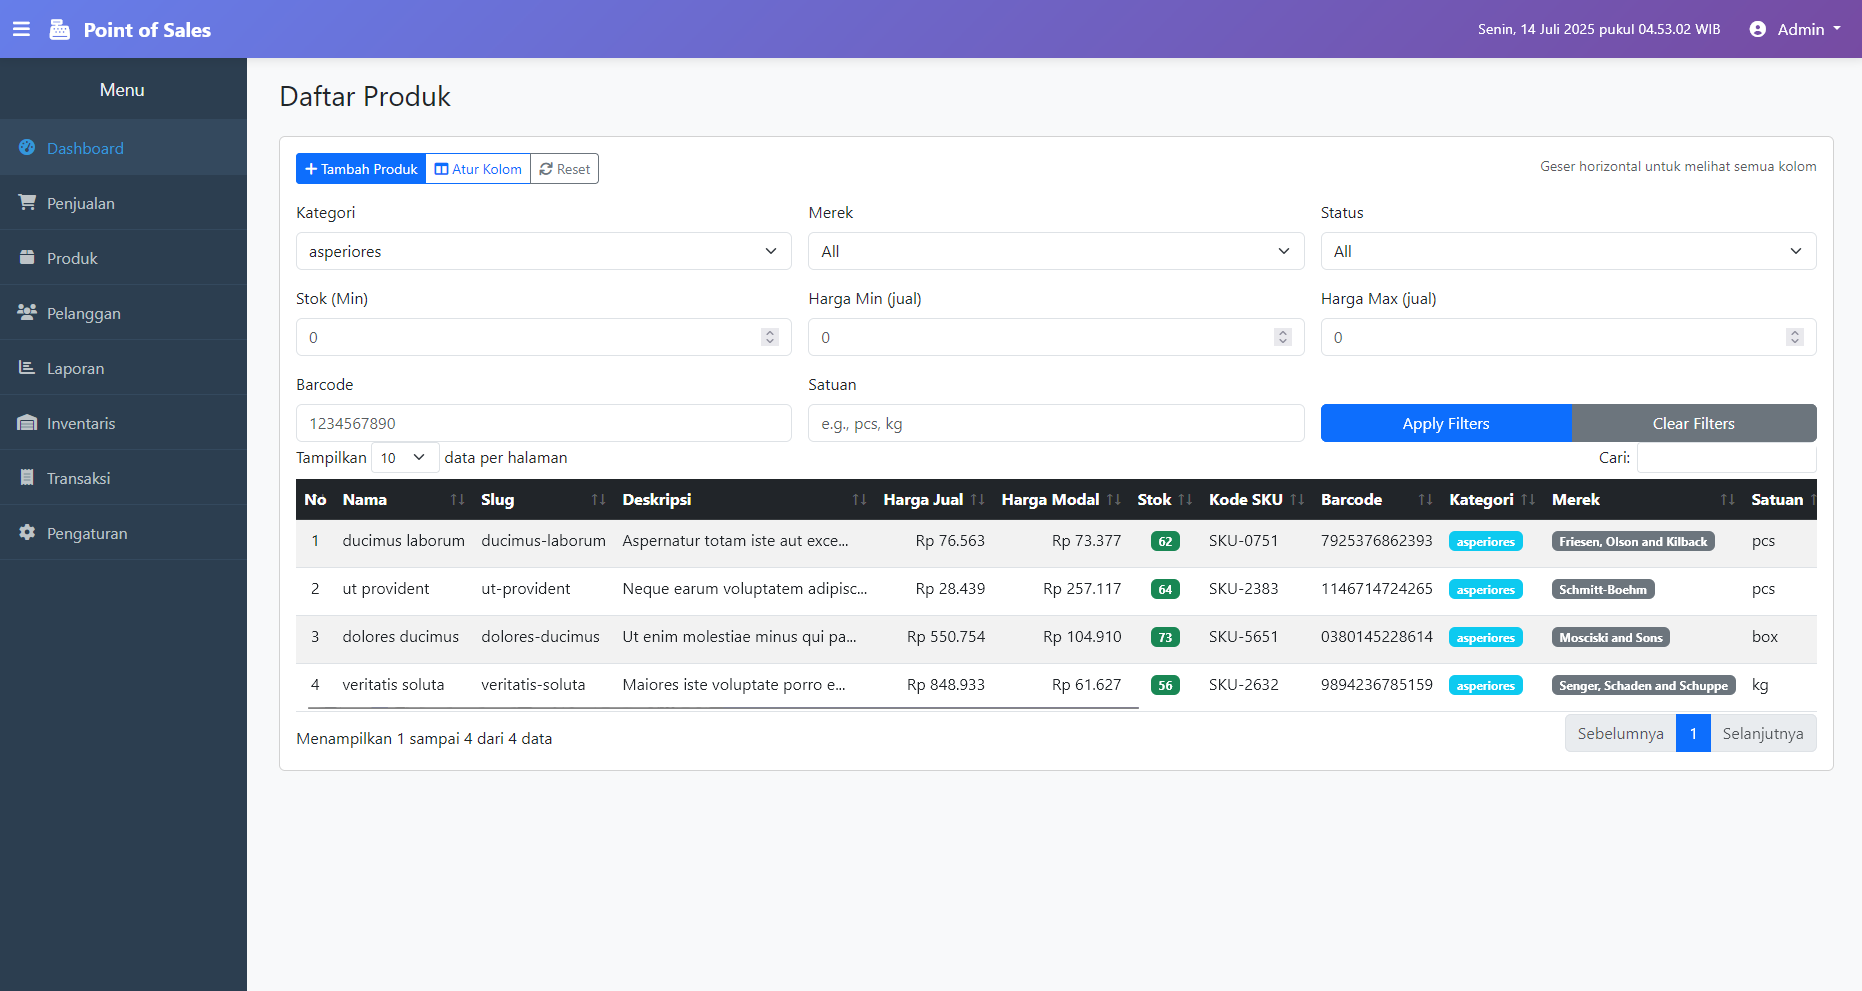 Point of Sales
Senin, 14 Juli 2025 pukul 04.53.02 WIB
Admin
Menu
Dashboard
Penjualan
Produk
Pelanggan
Laporan
Inventaris
Transaksi
Pengaturan
Daftar Produk
Tambah Produk Atur Kolom Reset
Geser horizontal untuk melihat semua kolom
Kategori Merek Status
asperiores All All
Stok (Min) Harga Min (jual) Harga Max (jual)
0 0 0
Barcode Satuan
1234567890 e.g., pcs, kg Apply Filters Clear Filters
Tampilkan 10 data per halaman Cari:
No Nama Slug Deskripsi Harga Jual Harga Modal Stok Kode SKU Barcode Kategori Merek Satuan
1 ducimus laborum ducimus-laborum Aspernatur totam iste aut exce... Rp 76.563 Rp 73.377 62 SKU-0751 7925376862393 asperiores Friesen, Olson and Kilback pcs
2 ut provident ut-provident Neque earum voluptatem adipisc... Rp 28.439 Rp 257.117 64 SKU-2383 1146714724265 asperiores Schmitt-Boehm pcs
3 dolores ducimus dolores-ducimus Ut enim molestiae minus qui pa... Rp 550.754 Rp 104.910 73 SKU-5651 0380145228614 asperiores Mosciski and Sons box
4 veritatis soluta veritatis-soluta Maiores iste voluptate porro e... Rp 848.933 Rp 61.627 56 SKU-2632 9894236785159 asperiores Senger, Schaden and Schuppe kg
Menampilkan 1 sampai 4 dari 4 data
Sebelumnya 1 Selanjutnya